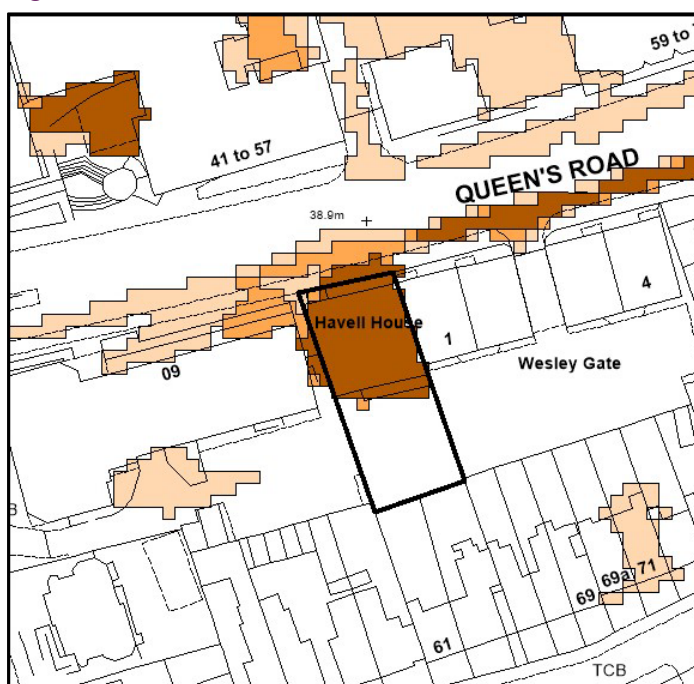 59 to
41 to 57
QUEEN'S ROAD
38.9m
4
Havell House
1
Wesley Gate
09
71
69a
69
61
TCB